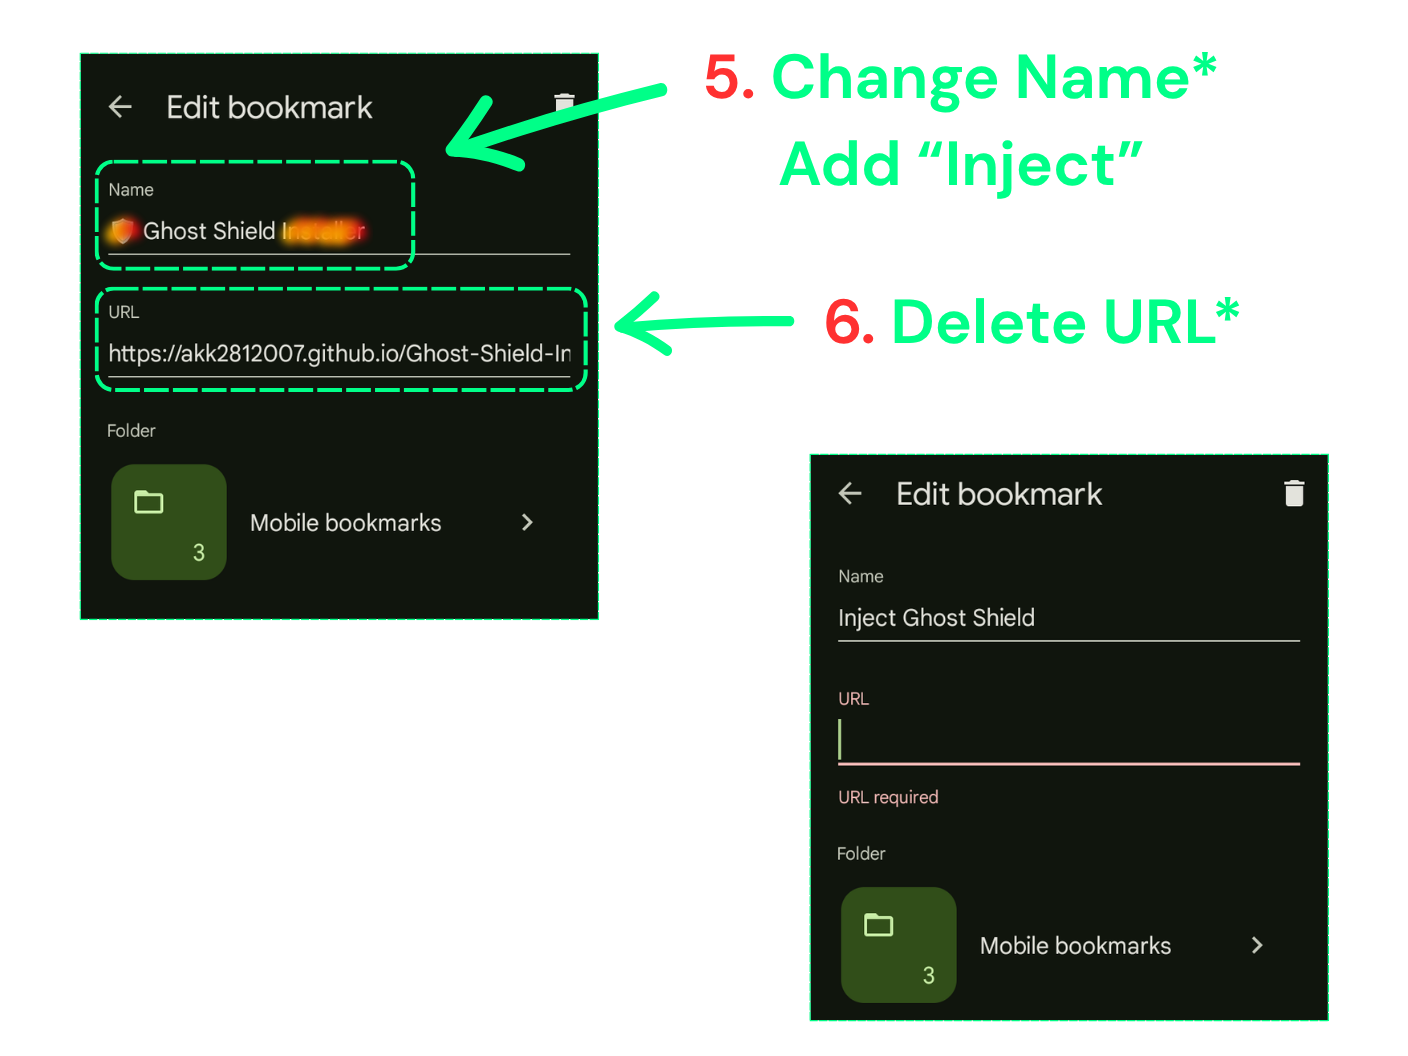 5. Change Name*
Add “Inject”
Edit bookmark
Name
Ghost Shield Installer
URL
https://akk2812007.github.io/Ghost-Shield-In
Folder
3
Mobile bookmarks
6. Delete URL*
Edit bookmark
Name
Inject Ghost Shield
URL
URL required
Folder
3
Mobile bookmarks